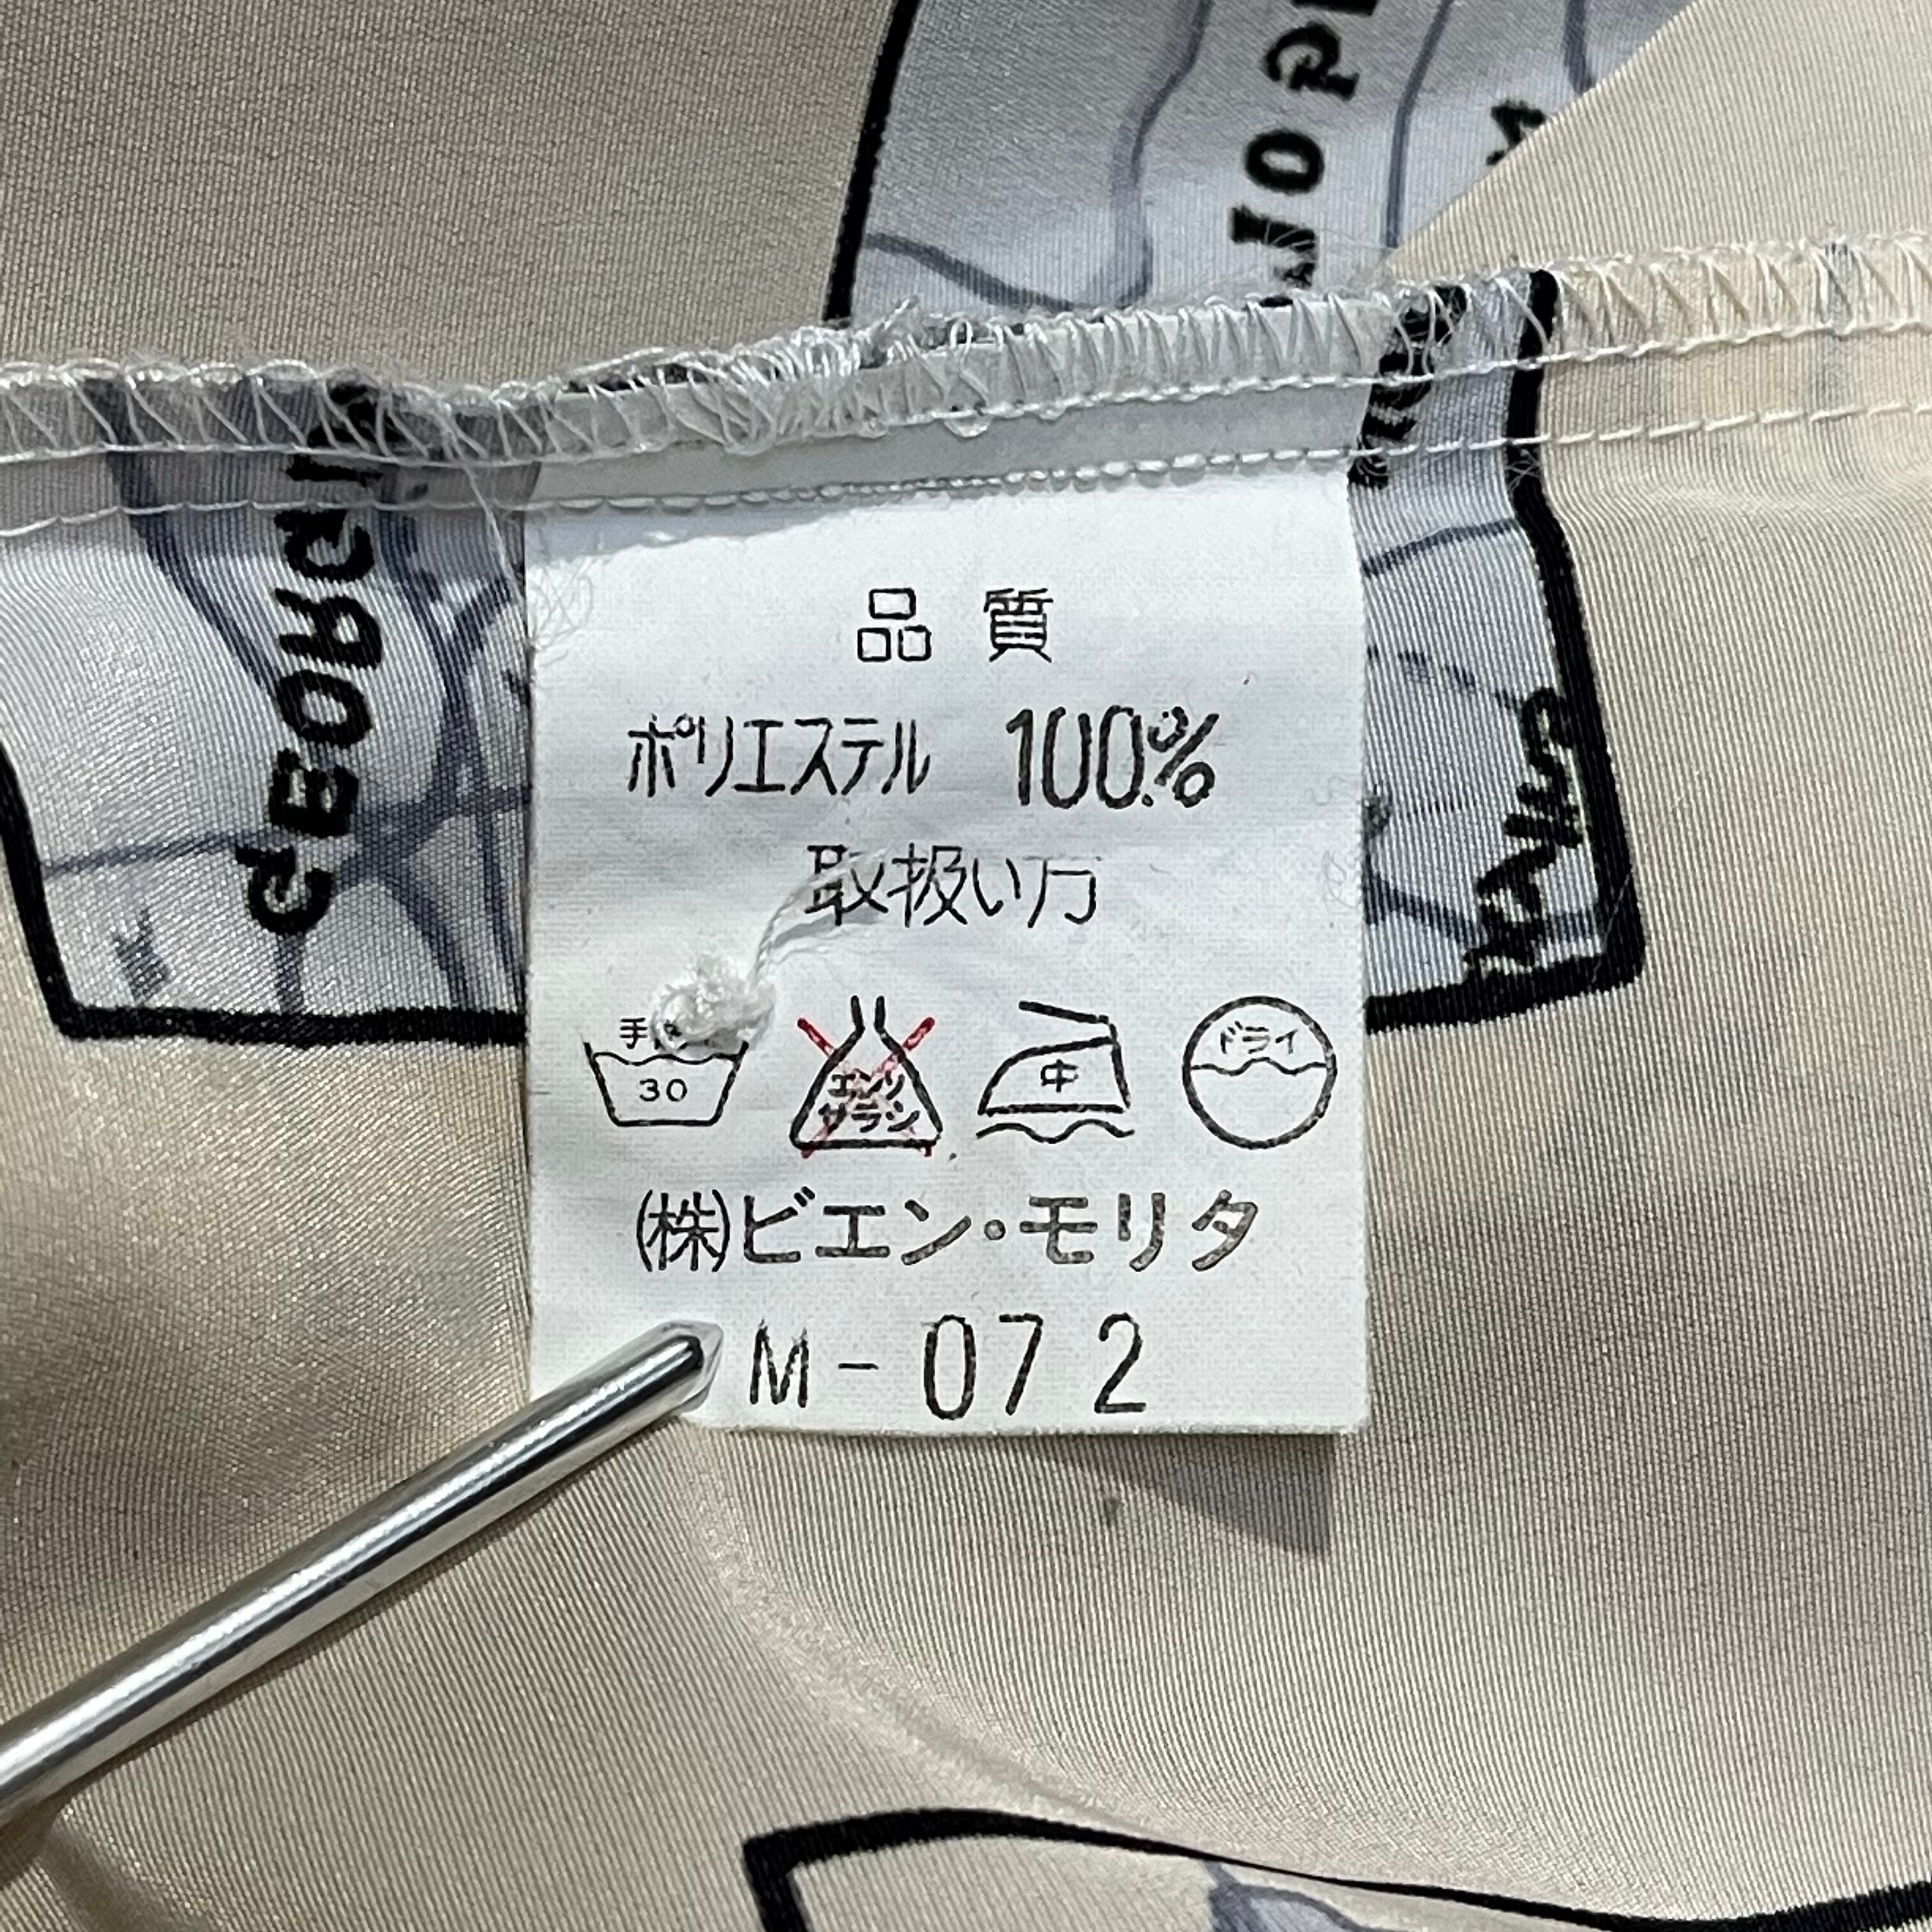 品質
ポリエステル 100%
取扱い方
手
30
エンソ
サラシ
中
ドライ
㈱ビエン・モリタ
M-072